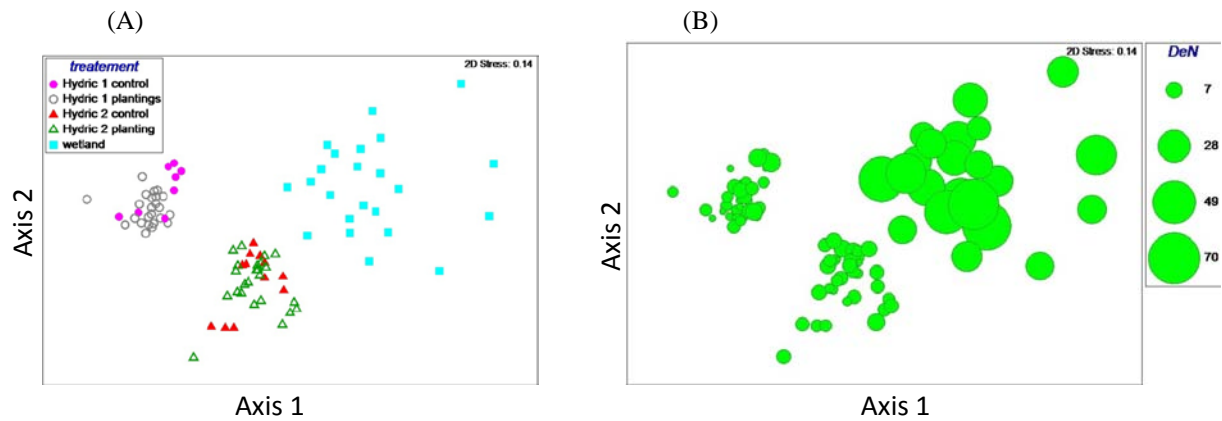 (A)
treatement
Hydric 1 control
Hydric 1 plantings
Hydric 2 control
Hydric 2 planting
wetland
2D Stress: 0.14
Axis 2
Axis 1
(B)
2D Stress: 0.14
DeN
7
28
49
70
Axis 2
Axis 1